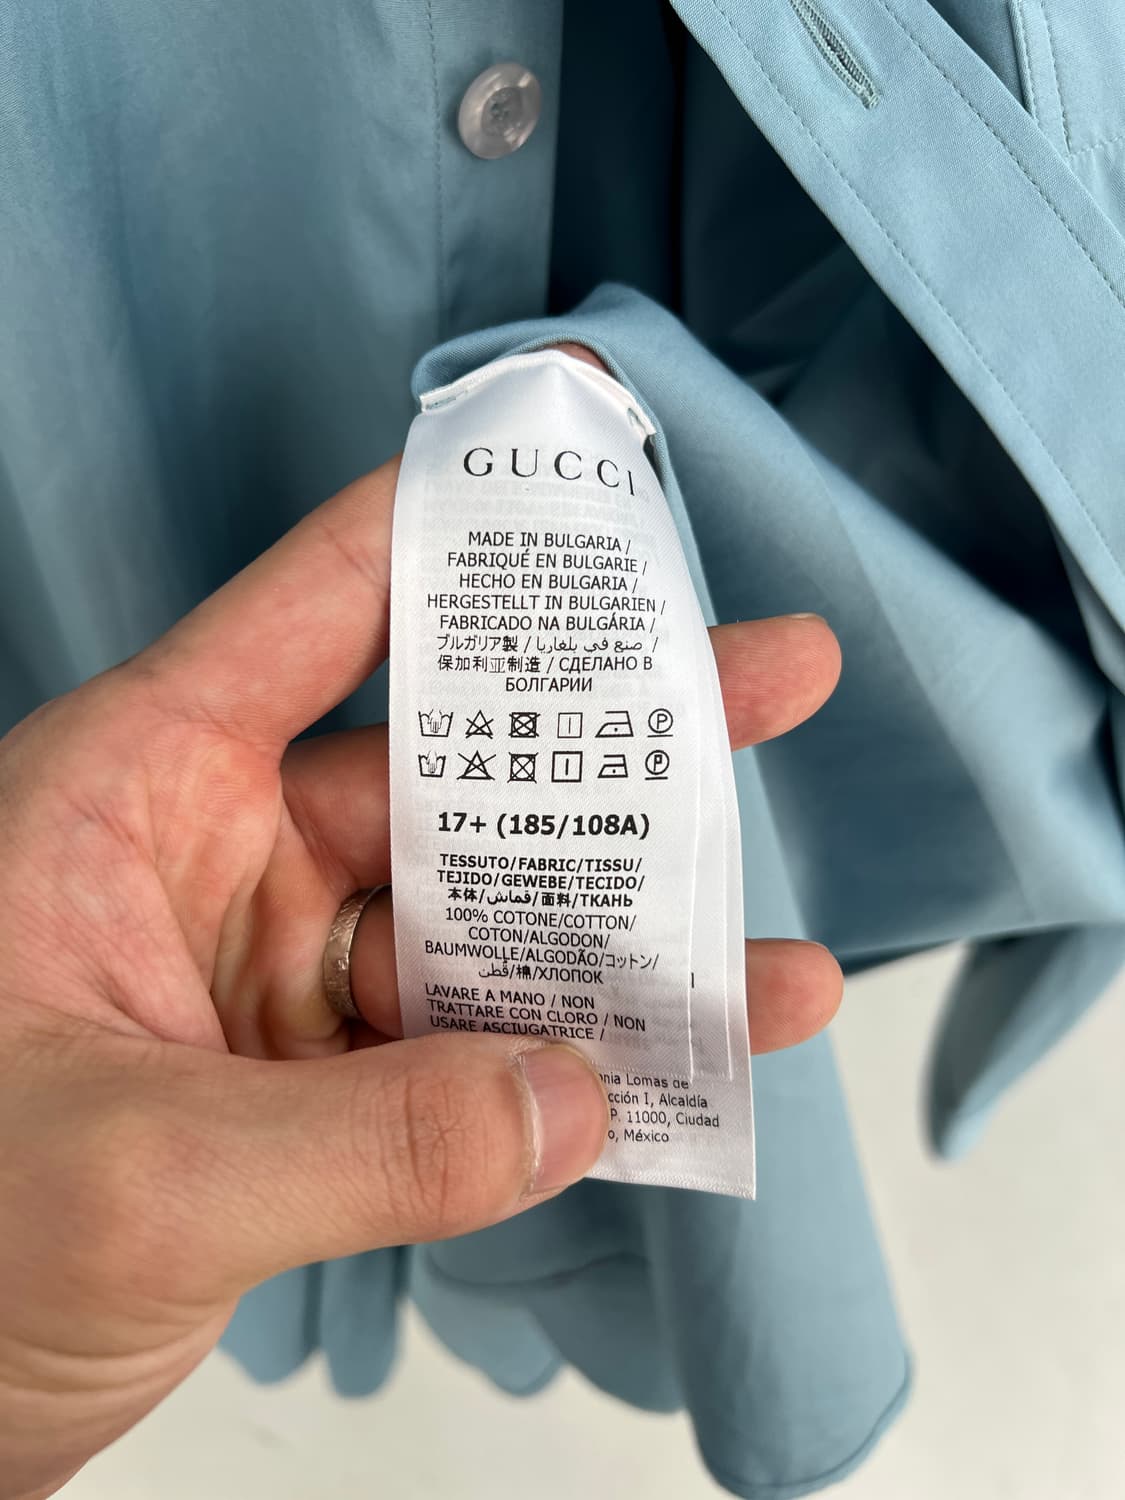 GUCCI
MADE IN BULGARIA /
FABRIQUÉ EN BULGARIE /
HECHO EN BULGARIA /
HERGESTELLT IN BULGARIEN /
FABRICADO NA BULGÁRIA /
ブルガリア製 / صنع في بلغاريا /
保加利亚制造 / СДЕЛАНО В
БОЛГАРИИ
P
P
17+ (185/108A)
TESSUTO/FABRIC/TISSU/
TEJIDO/GEWEBE/TECIDO/
本体/قماش/面料/ТКАНЬ
100% COTONE/COTTON/
COTON/ALGODON/
BAUMWOLLE/ALGODÃO/コットン/
قطن/棉/ХЛОПОК
LAVARE A MANO / NON
TRATTARE CON CLORO / NON
USARE ASCIUGATRICE /
Lomas de
I, Alcaldía
11000, Ciudad
México